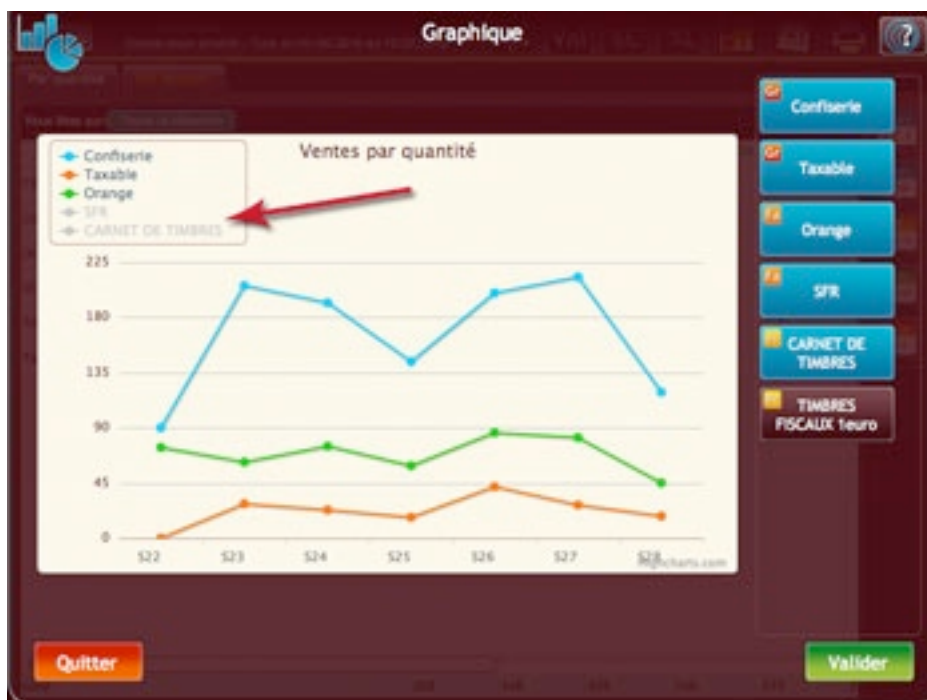 Graphique
?
Ventes par quantité
Confiserie
Taxable
Orange
SFR
CARNET DE TIMBRES
225
180
135
90
45
0
S22 S23 S24 S25 S26 S27 S28
Highcharts.com
Confiserie
Taxable
Orange
SFR
CARNET DE
TIMBRES
TIMBRES
FISCAUX 1euro
Quitter
Valider